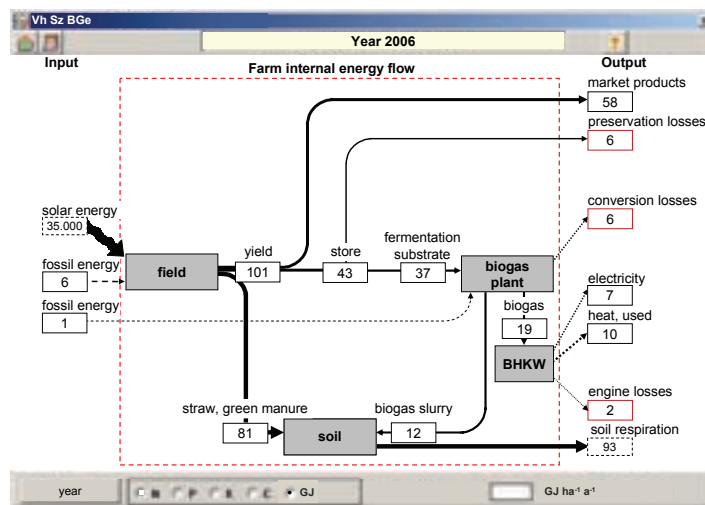 Vh Sz BGe
Year 2006
Input
Output
Farm internal energy flow
market products
58
preservation losses
6
conversion losses
6
solar energy
35.000
yield
store
fermentation
substrate
fossil energy
6
field
101
43
37
biogas
plant
electricity
7
fossil energy
1
biogas
19
heat, used
10
BHKW
engine losses
2
straw, green manure
81
soil
biogas slurry
12
soil respiration
93
year
GJ
GJ ha⁻¹ a⁻¹